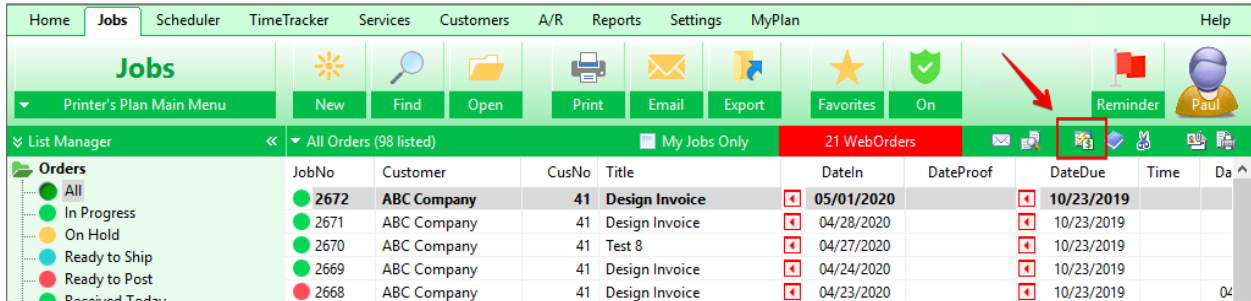 Home Jobs Scheduler TimeTracker Services Customers A/R Reports Settings MyPlan Help
Jobs
Printer's Plan Main Menu New Find Open Print Email Export Favorites On Reminder Paul
List Manager All Orders (98 listed) My Jobs Only 21 WebOrders
Orders JobNo Customer CusNo Title DateIn DateProof DateDue Time Da
All 2672 ABC Company 41 Design Invoice 05/01/2020 10/23/2019
In Progress 2671 ABC Company 41 Design Invoice 04/28/2020 10/23/2019
On Hold 2670 ABC Company 41 Test 8 04/27/2020 10/23/2019
Ready to Ship 2669 ABC Company 41 Design Invoice 04/24/2020 10/23/2019
Ready to Post 2668 ABC Company 41 Design Invoice 04/23/2020 10/23/2019 04
Received Today